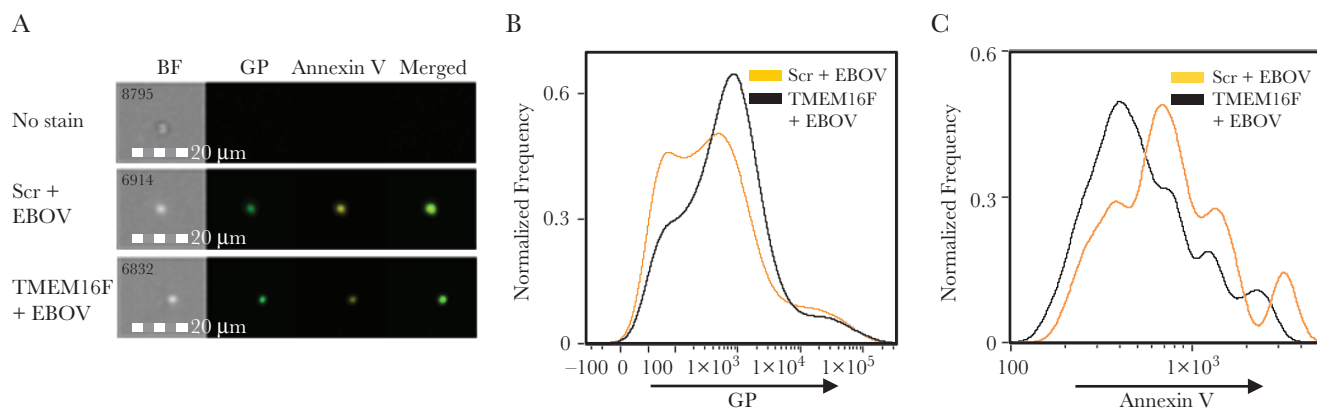 A
BF GP Annexin V Merged
No stain
8795
20 μm
Scr +
EBOV
6914
20 μm
TMEM16F
+ EBOV
6832
20 μm
B
Normalized Frequency
0.6
0.3
0
Scr + EBOV
TMEM16F
+ EBOV
−100 0 100 1×10³ 1×10⁴ 1×10⁵
GP
C
Normalized Frequency
0.6
0.3
0
Scr + EBOV
TMEM16F
+ EBOV
100 1×10³
Annexin V